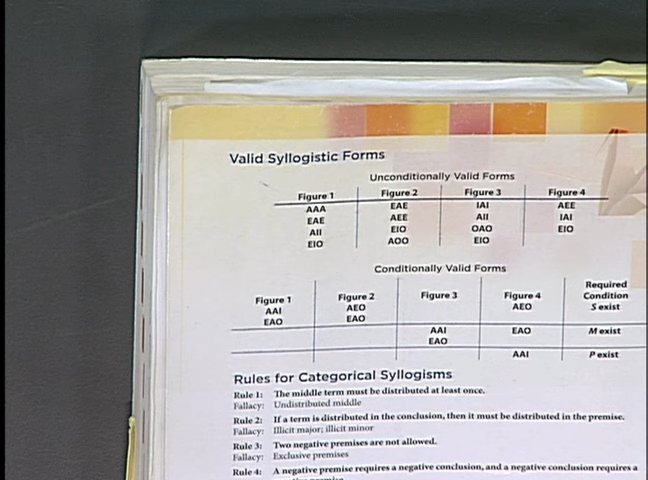 Valid Syllogistic Forms
Unconditionally Valid Forms
Figure 1 Figure 2 Figure 3 Figure 4
AAA EAE IAI AEE
EAE AEE AII IAI
AII EIO OAO EIO
EIO AOO EIO
Conditionally Valid Forms
Figure 1 Figure 2 Figure 3 Figure 4 Required Condition
AAI AEO AEO S exist
EAO EAO
AAI EAO M exist
EAO
AAI P exist
Rules for Categorical Syllogisms
Rule 1: The middle term must be distributed at least once.
Fallacy: Undistributed middle
Rule 2: If a term is distributed in the conclusion, then it must be distributed in the premise.
Fallacy: Illicit major; illicit minor
Rule 3: Two negative premises are not allowed.
Fallacy: Exclusive premises
Rule 4: A negative premise requires a negative conclusion, and a negative conclusion requires a